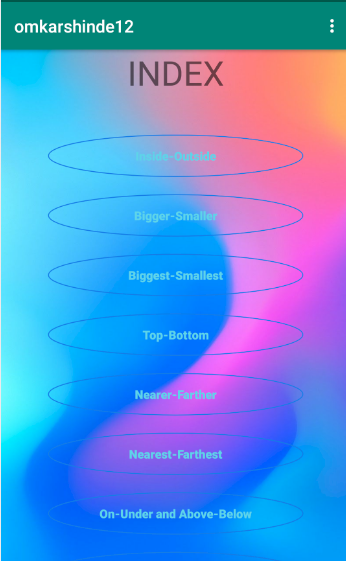 omkarshinde12
INDEX
Inside-Outside
Bigger-Smaller
Biggest-Smallest
Top-Bottom
Nearer-Farther
Nearest-Farthest
On-Under and Above-Below